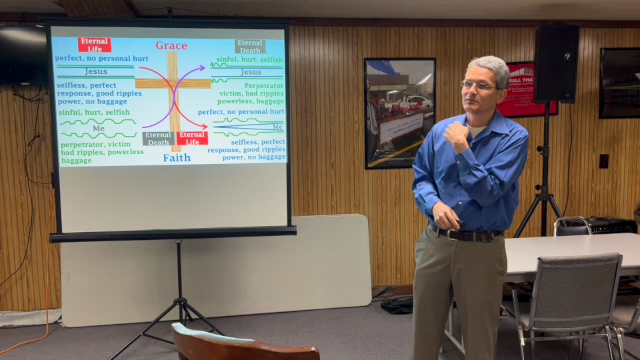 Eternal
Life
Grace
Eternal
Death
perfect, no personal hurt
sinful, hurt, selfish
Jesus
Jesus
selfless, perfect
response, good ripples
power, no baggage
Perpetrator
victim, bad ripples
powerless, baggage
sinful, hurt, selfish
perfect, no personal hurt
Me
Me
Eternal
Death
Eternal
Life
perpetrator, victim
bad ripples, powerless
baggage
selfless, perfect
response, good ripples
power, no baggage
Faith